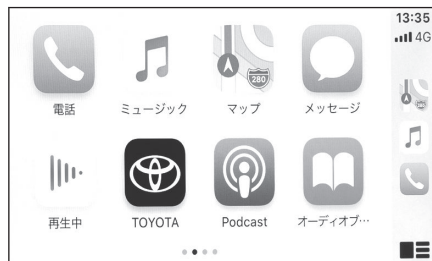 13:35
4G
280
電話
ミュージック
マップ
メッセージ
再生中
TOYOTA
Podcast
オーディオブ…